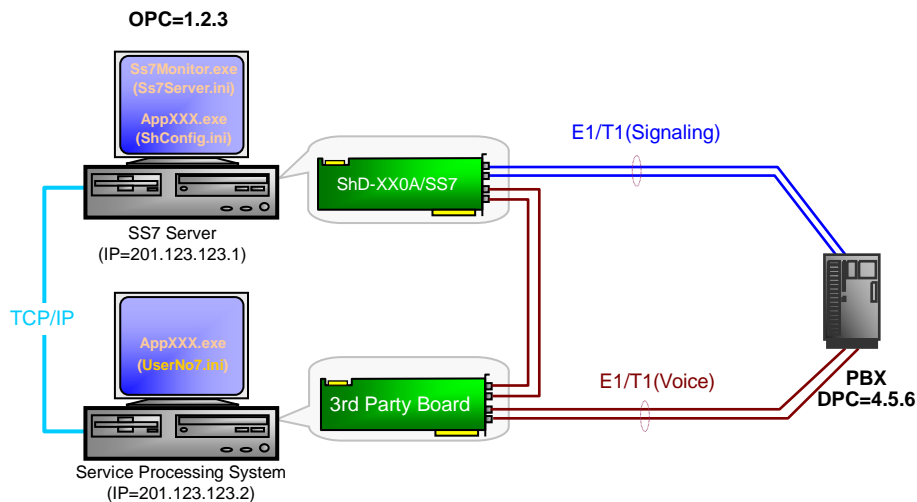 OPC=1.2.3
Ss7Monitor.exe
(Ss7Server.ini)
AppXXX.exe
(ShConfig.ini)
E1/T1(Signaling)
ShD-XX0A/SS7
SS7 Server
(IP=201.123.123.1)
TCP/IP
AppXXX.exe
(UserNo7.ini)
3rd Party Board
E1/T1(Voice)
PBX
DPC=4.5.6
Service Processing System
(IP=201.123.123.2)